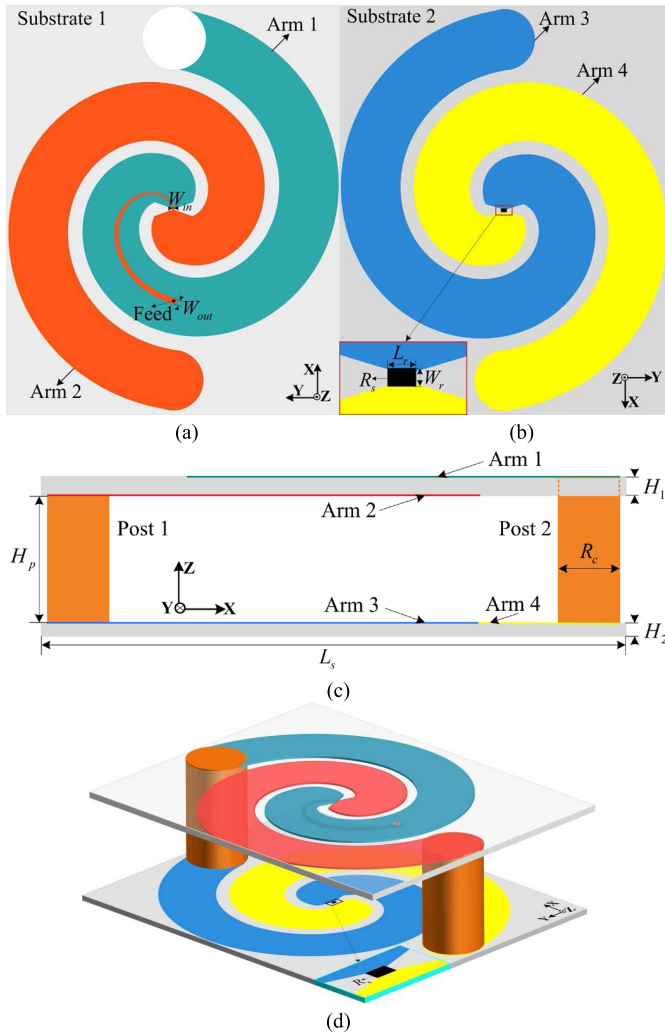 Substrate 1
Arm 1
W_in
Feed
W_out
Arm 2
X
Y
Z
(a)
Substrate 2
Arm 3
Arm 4
L_r
R_s
W_r
Z
Y
X
(b)
Arm 1
H_1
Arm 2
Post 1
Post 2
H_p
Z
R_c
Y
X
Arm 3
Arm 4
H_2
L_s
(c)
X
Y
Z
R_s
(d)